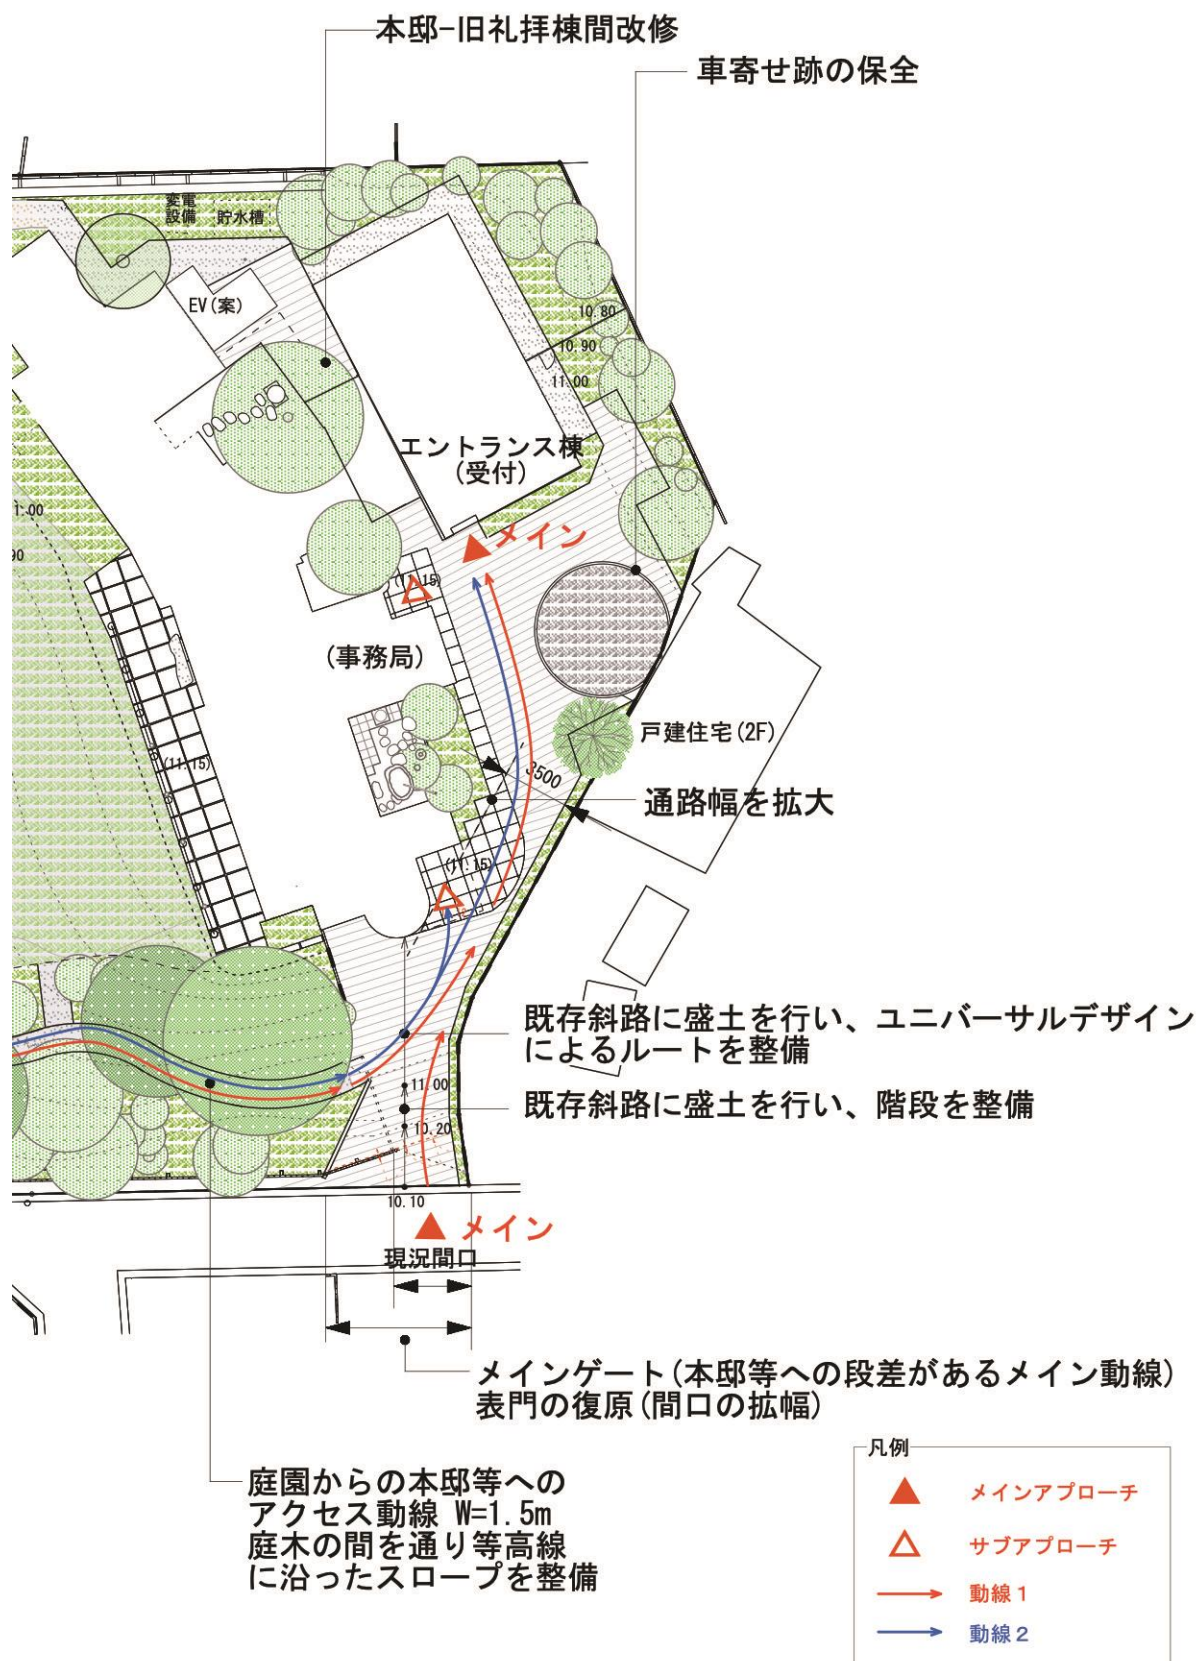 本邸-旧礼拝棟間改修
車寄せ跡の保全
変電
設備
貯水槽
EV(案)
10.80
10.90
11.00
エントランス棟
(受付)
1.00
90
メイン
(11.15)
(事務局)
戸建住宅(2F)
(11.15)
3500
通路幅を拡大
(11.15)
既存斜路に盛土を行い、ユニバーサルデザイン
によるルートを整備
11.00
既存斜路に盛土を行い、階段を整備
10.20
10.10
メイン
現況間口
メインゲート(本邸等への段差があるメイン動線)
表門の復原(間口の拡幅)
庭園からの本邸等への
アクセス動線 W=1.5m
庭木の間を通り等高線
に沿ったスロープを整備
凡例
メインアプローチ
サブアプローチ
動線1
動線2